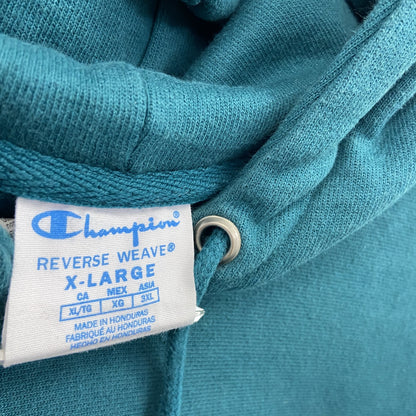 Champion®
REVERSE WEAVE®
X-LARGE
CA MEX ASIA
XL/TG XG 3XL
MADE IN HONDURAS
FABRIQUÉ AU HONDURAS
HECHO EN HONDURAS